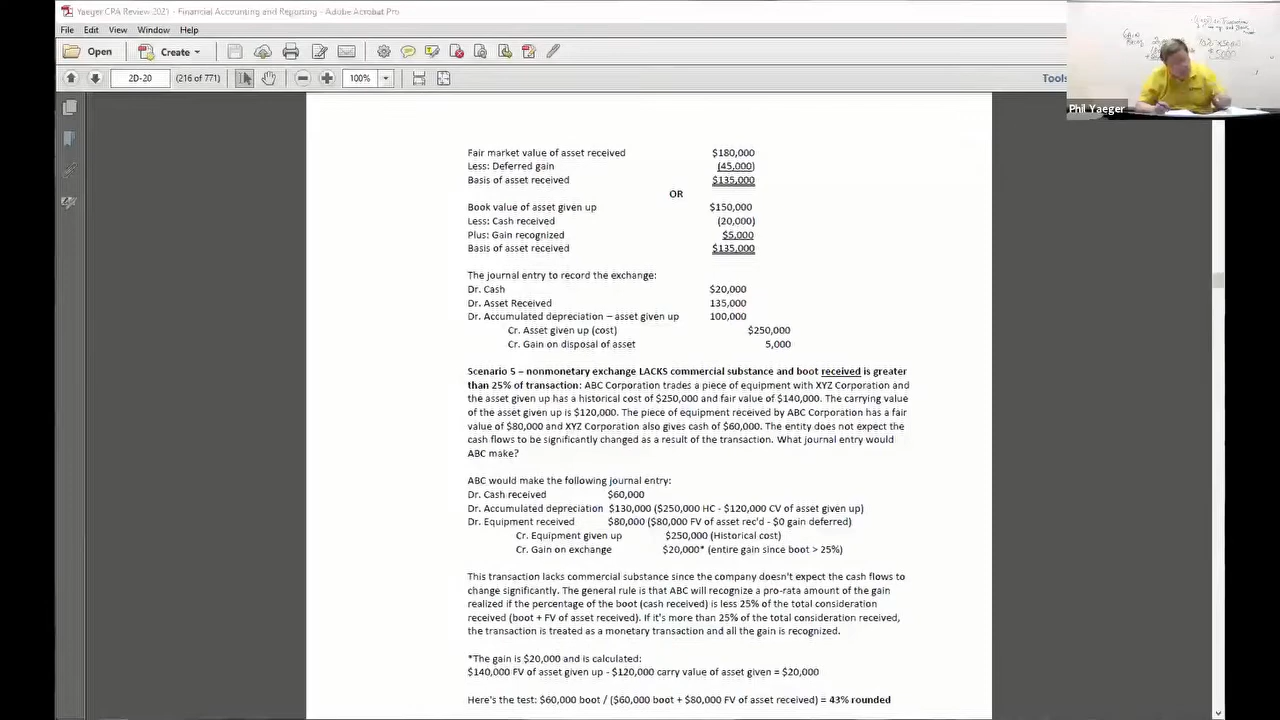 Yaeger CPA Review 2021 - Financial Accounting and Reporting - Adobe Acrobat Pro
File Edit View Window Help
Open Create
2D-20 (216 of 771) 100% Tools
Phil Yaeger
Fair market value of asset received $180,000
Less: Deferred gain (45,000)
Basis of asset received $135,000
OR
Book value of asset given up $150,000
Less: Cash received (20,000)
Plus: Gain recognized $5,000
Basis of asset received $135,000
The journal entry to record the exchange:
Dr. Cash $20,000
Dr. Asset Received 135,000
Dr. Accumulated depreciation – asset given up 100,000
Cr. Asset given up (cost) $250,000
Cr. Gain on disposal of asset 5,000
Scenario 5 – nonmonetary exchange LACKS commercial substance and boot received is greater
than 25% of transaction: ABC Corporation trades a piece of equipment with XYZ Corporation and
the asset given up has a historical cost of $250,000 and fair value of $140,000. The carrying value
of the asset given up is $120,000. The piece of equipment received by ABC Corporation has a fair
value of $80,000 and XYZ Corporation also gives cash of $60,000. The entity does not expect the
cash flows to be significantly changed as a result of the transaction. What journal entry would
ABC make?
ABC would make the following journal entry:
Dr. Cash received $60,000
Dr. Accumulated depreciation $130,000 ($250,000 HC - $120,000 CV of asset given up)
Dr. Equipment received $80,000 ($80,000 FV of asset rec'd - $0 gain deferred)
Cr. Equipment given up $250,000 (Historical cost)
Cr. Gain on exchange $20,000* (entire gain since boot > 25%)
This transaction lacks commercial substance since the company doesn't expect the cash flows to
change significantly. The general rule is that ABC will recognize a pro-rata amount of the gain
realized if the percentage of the boot (cash received) is less 25% of the total consideration
received (boot + FV of asset received). If it's more than 25% of the total consideration received,
the transaction is treated as a monetary transaction and all the gain is recognized.
*The gain is $20,000 and is calculated:
$140,000 FV of asset given up - $120,000 carry value of asset given = $20,000
Here's the test: $60,000 boot / ($60,000 boot + $80,000 FV of asset received) = 43% rounded